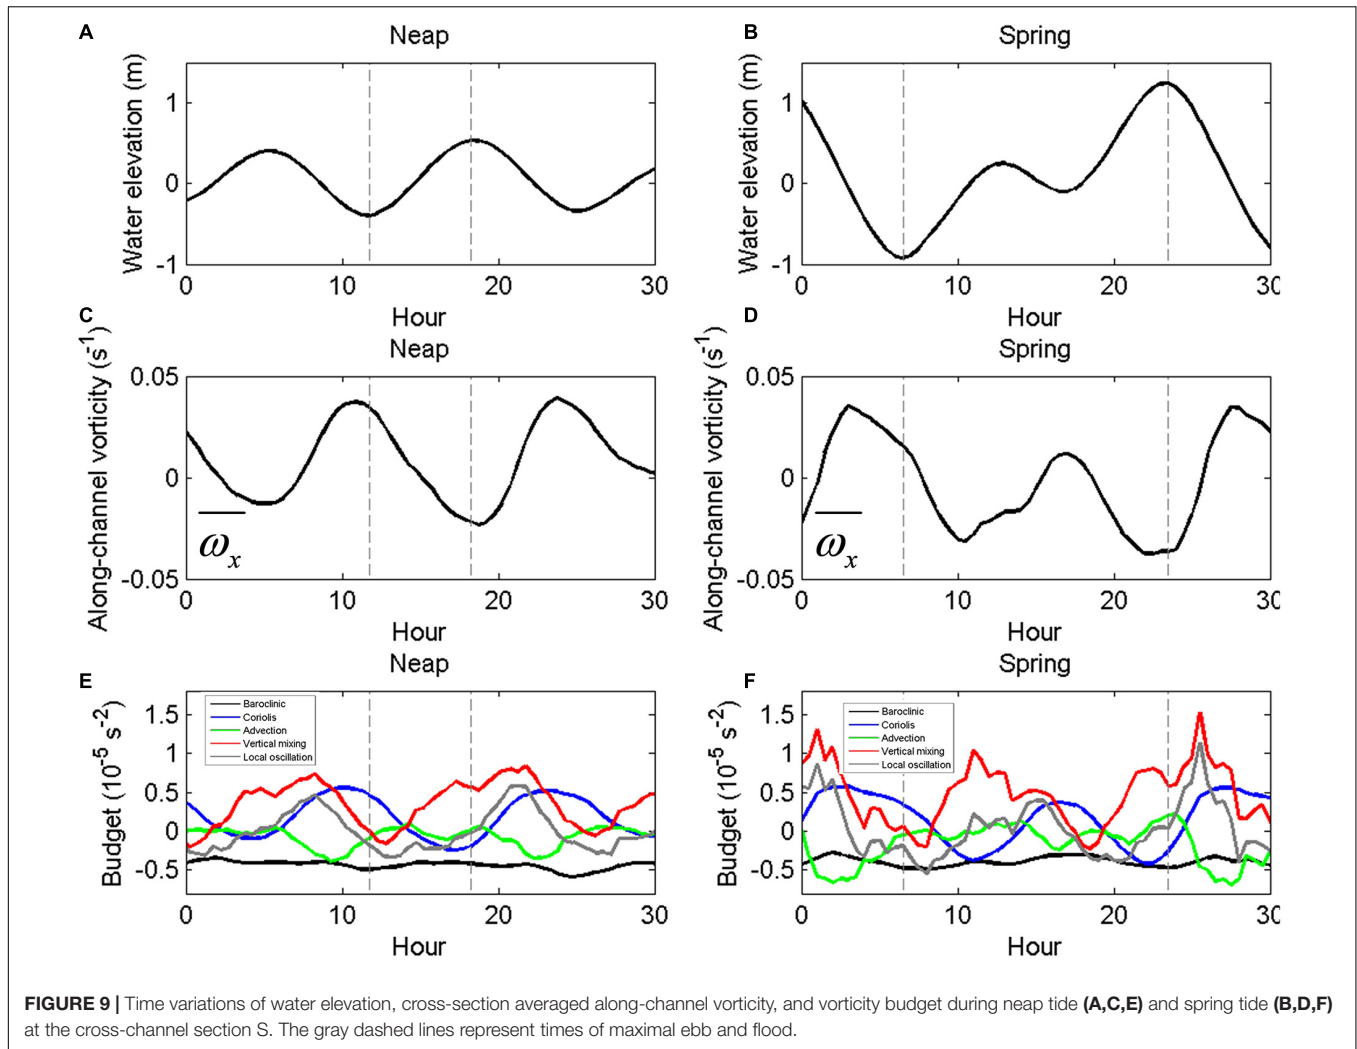 A
Neap
Water elevation (m)
1
0
-1
0
10
20
30
Hour
B
Spring
Water elevation (m)
1
0
-1
0
10
20
30
Hour
C
Neap
Along-channel vorticity (s⁻¹)
0.05
0
-0.05
ωₓ
0
10
20
30
Hour
D
Spring
Along-channel vorticity (s⁻¹)
0.05
0
-0.05
ωₓ
0
10
20
30
Hour
E
Neap
Budget (10⁻⁵ s⁻²)
1.5
1
0.5
0
-0.5
Baroclinic
Coriolis
Advection
Vertical mixing
Local oscillation
0
10
20
30
Hour
F
Spring
Budget (10⁻⁵ s⁻²)
1.5
1
0.5
0
-0.5
Baroclinic
Coriolis
Advection
Vertical mixing
Local oscillation
0
10
20
30
Hour
FIGURE 9 | Time variations of water elevation, cross-section averaged along-channel vorticity, and vorticity budget during neap tide (A,C,E) and spring tide (B,D,F)
at the cross-channel section S. The gray dashed lines represent times of maximal ebb and flood.